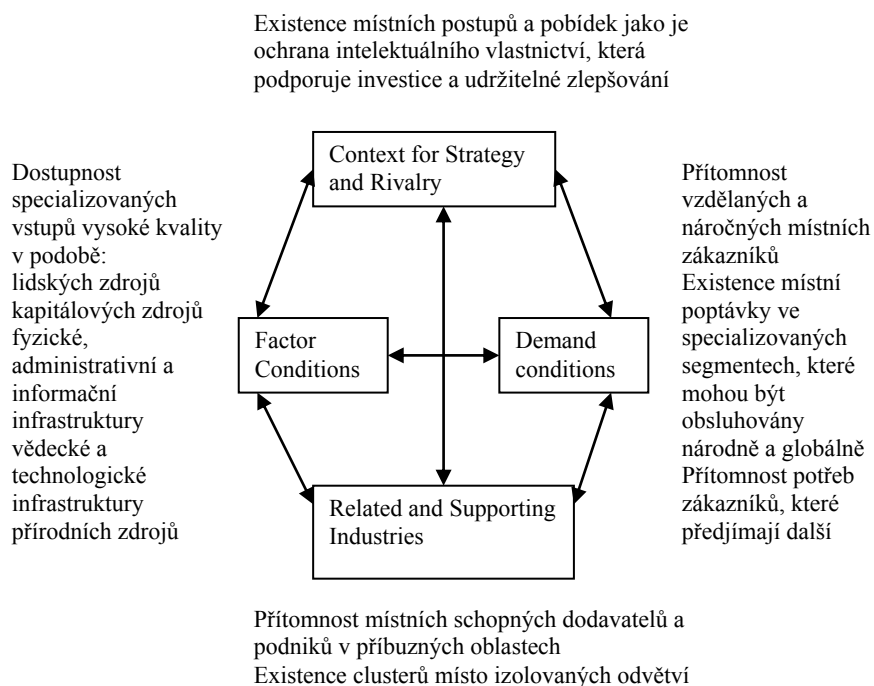 Existence místních postupů a pobídek jako je
ochrana intelektuálního vlastnictví, která
podporuje investice a udržitelné zlepšování
Context for Strategy
and Rivalry
Dostupnost
specializovaných
vstupů vysoké kvality
v podobě:
lidských zdrojů
kapitálových zdrojů
fyzické,
administrativní a
informační
infrastruktury
vědecké a
technologické
infrastruktury
přírodních zdrojů
Factor
Conditions
Demand
conditions
Přítomnost
vzdělaných a
náročných místních
zákazníků
Existence místní
poptávky ve
specializovaných
segmentech, které
mohou být
obsluhovány
národně a globálně
Přítomnost potřeb
zákazníků, které
předjímají další
Related and Supporting
Industries
Přítomnost místních schopných dodavatelů a
podniků v příbuzných oblastech
Existence clusterů místo izolovaných odvětví